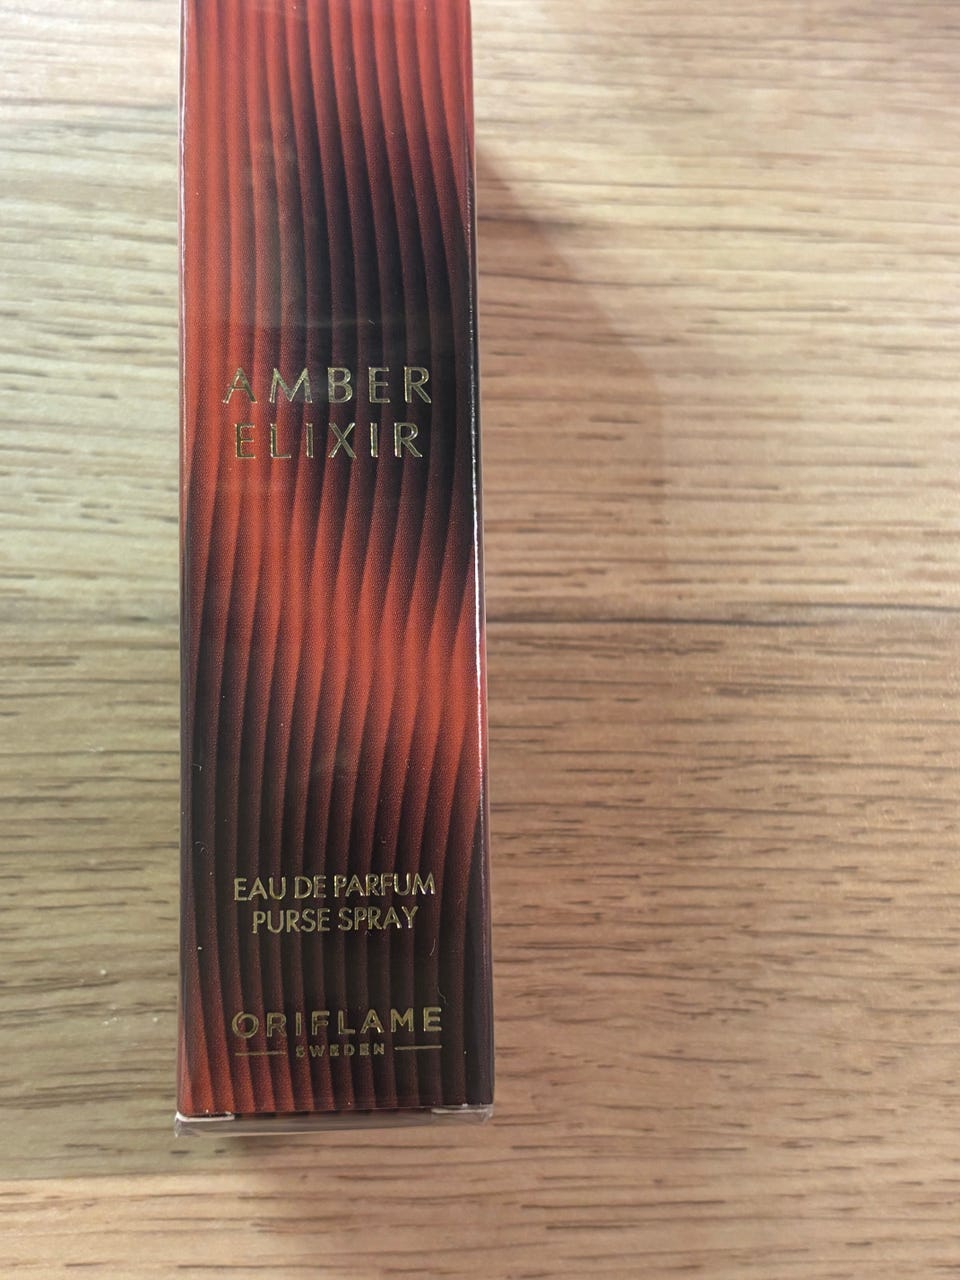 AMBER
ELIXIR
EAU DE PARFUM
PURSE SPRAY
ORIFLAME
SWEDEN